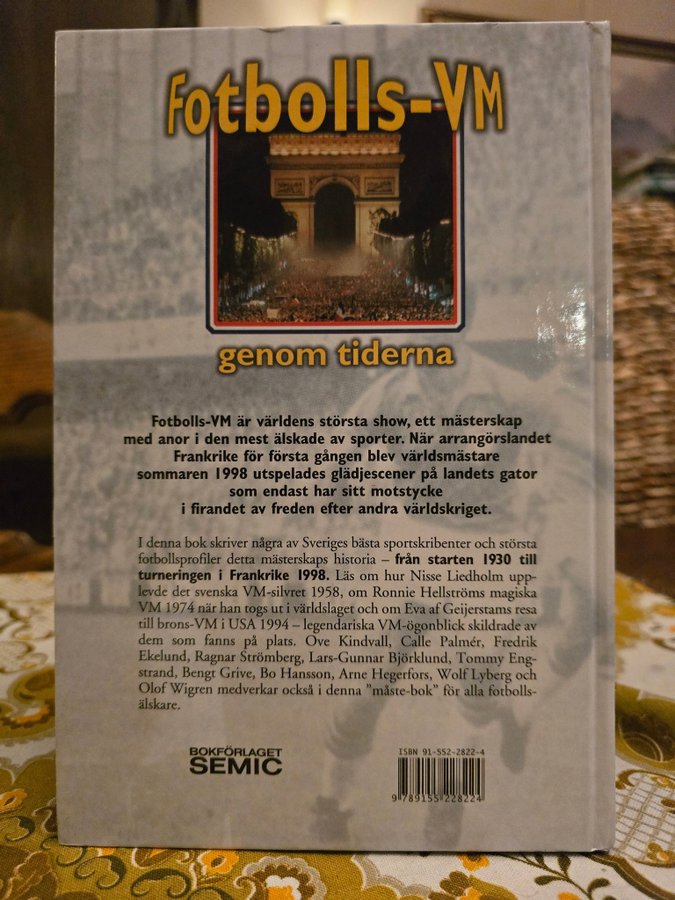 Fotbolls-VM
genom tiderna
Fotbolls-VM är världens största show, ett mästerskap
med anor i den mest älskade av sporter. När arrangörslandet
Frankrike för första gången blev världsmästare
sommaren 1998 utspelades glädjescener på landets gator
som endast har sitt motstycke
i firandet av freden efter andra världskriget.
I denna bok skriver några av Sveriges bästa sportskribenter och största
fotbollsprofiler detta mästerskaps historia – från starten 1930 till
turneringen i Frankrike 1998. Läs om hur Nisse Liedholm upp-
levde det svenska VM-silvret 1958, om Ronnie Hellströms magiska
VM 1974 när han togs ut i världslaget och om Eva af Geijerstams resa
till brons-VM i USA 1994 – legendariska VM-ögonblick skildrade av
dem som fanns på plats. Ove Kindvall, Calle Palmér, Fredrik
Ekelund, Ragnar Strömberg, Lars-Gunnar Björklund, Tommy Eng-
strand, Bengt Grive, Bo Hansson, Arne Hegerfors, Wolf Lyberg och
Olof Wigren medverkar också i denna ”måste-bok” för alla fotbolls-
älskare.
BOKFÖRLAGET
SEMIC
ISBN 91-552-2822-4
9 789155 228224